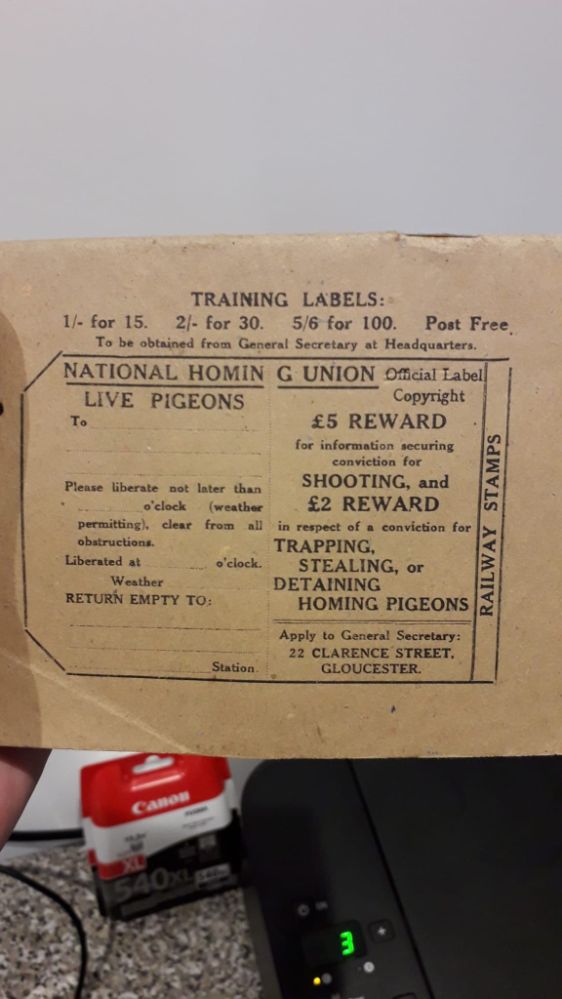 TRAINING LABELS:
1/- for 15. 2/- for 30. 5/6 for 100. Post Free.
To be obtained from General Secretary at Headquarters.
NATIONAL HOMING UNION Official Label
Copyright
LIVE PIGEONS
To
Please liberate not later than
o'clock (weather
permitting), clear from all
obstructions.
Liberated at o'clock.
Weather
RETURN EMPTY TO:
Station
£5 REWARD
for information securing
conviction for
SHOOTING, and
£2 REWARD
in respect of a conviction for
TRAPPING,
STEALING, or
DETAINING
HOMING PIGEONS
Apply to General Secretary:
22 CLARENCE STREET,
GLOUCESTER.
RAILWAY STAMPS
Canon
XL
540XL
ON
+
3